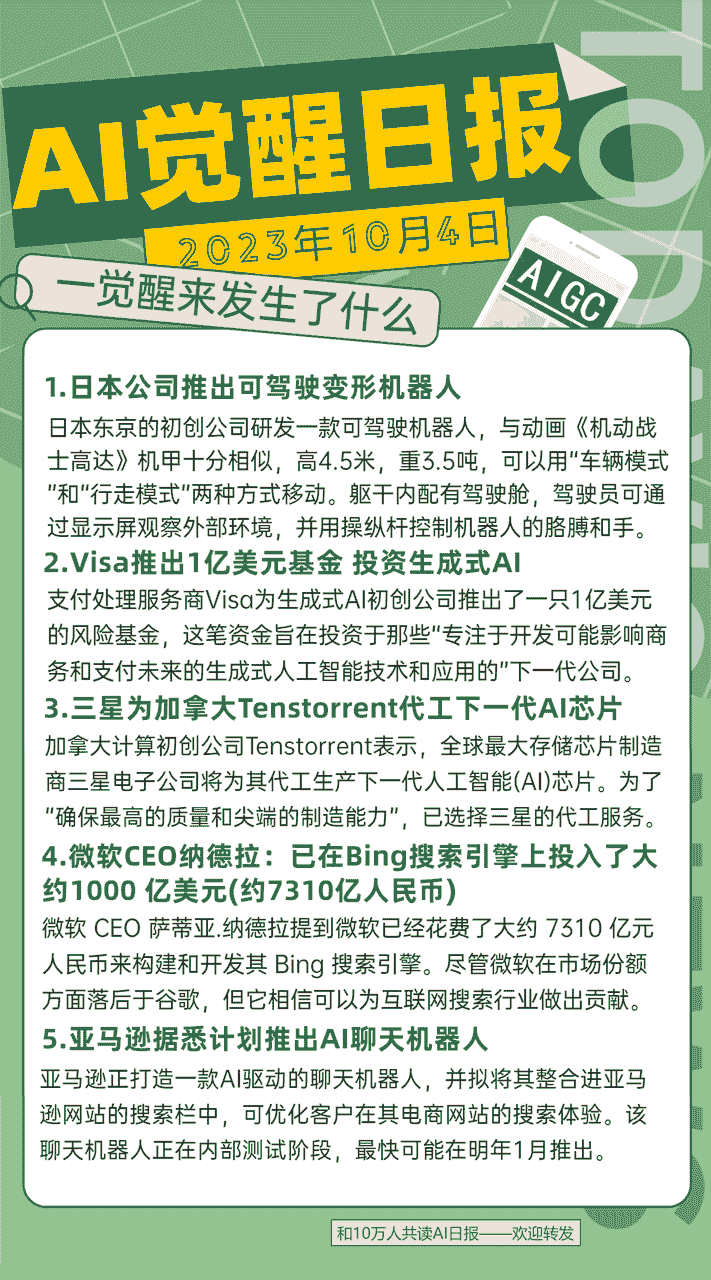 AI觉醒日报
2023年10月4日
一觉醒来发生了什么
AIGC
1.日本公司推出可驾驶变形机器人
日本东京的初创公司研发一款可驾驶机器人，与动画《机动战
士高达》机甲十分相似，高4.5米，重3.5吨，可以用"车辆模式
"和"行走模式"两种方式移动。躯干内配有驾驶舱，驾驶员可通
过显示屏观察外部环境，并用操纵杆控制机器人的胳膊和手。
2.Visa推出1亿美元基金 投资生成式AI
支付处理服务商Visa为生成式AI初创公司推出了一只1亿美元
的风险基金，这笔资金旨在投资于那些"专注于开发可能影响商
务和支付未来的生成式人工智能技术和应用的"下一代公司。
3.三星为加拿大Tenstorrent代工下一代AI芯片
加拿大计算初创公司Tenstorrent表示，全球最大存储芯片制造
商三星电子公司将为其代工生产下一代人工智能(AI)芯片。为了
"确保最高的质量和尖端的制造能力"，已选择三星的代工服务。
4.微软CEO纳德拉：已在Bing搜索引擎上投入了大
约1000 亿美元(约7310亿人民币)
微软 CEO 萨蒂亚.纳德拉提到微软已经花费了大约 7310 亿元
人民币来构建和开发其 Bing 搜索引擎。尽管微软在市场份额
方面落后于谷歌，但它相信可以为互联网搜索行业做出贡献。
5.亚马逊据悉计划推出AI聊天机器人
亚马逊正打造一款AI驱动的聊天机器人，并拟将其整合进亚马
逊网站的搜索栏中，可优化客户在其电商网站的搜索体验。该
聊天机器人正在内部测试阶段，最快可能在明年1月推出。
和10万人共读AI日报——欢迎转发